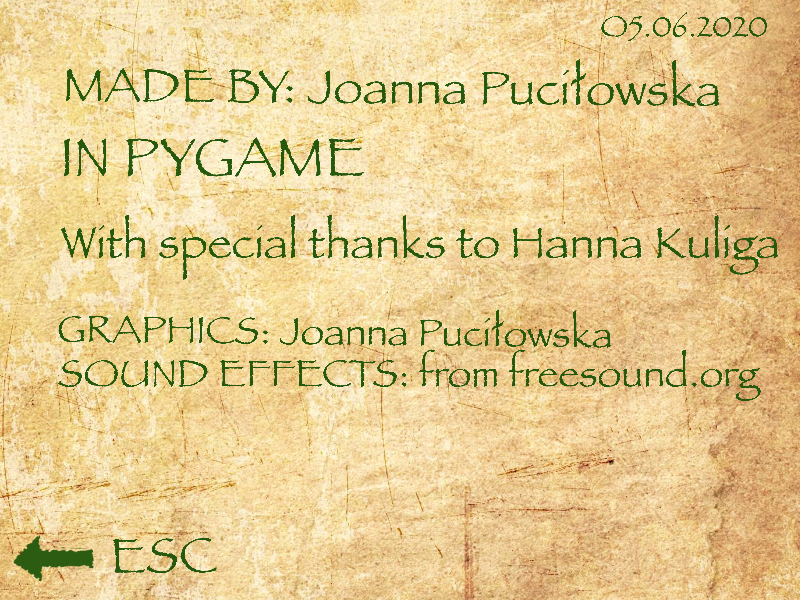 05.06.2020
MADE BY: Joanna Puciłowska
IN PYGAME
With special thanks to Hanna Kuliga
GRAPHICS: Joanna Puciłowska
SOUND EFFECTS: from freesound.org
ESC